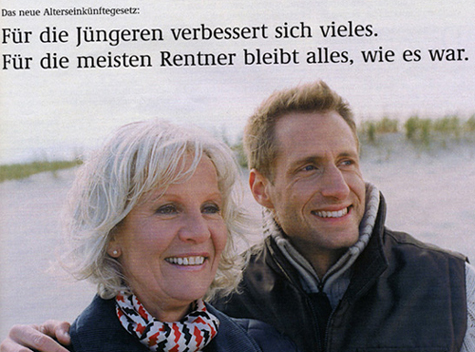 Das neue Alterseinkünftegesetz:
Für die Jüngeren verbessert sich vieles.
Für die meisten Rentner bleibt alles, wie es war.